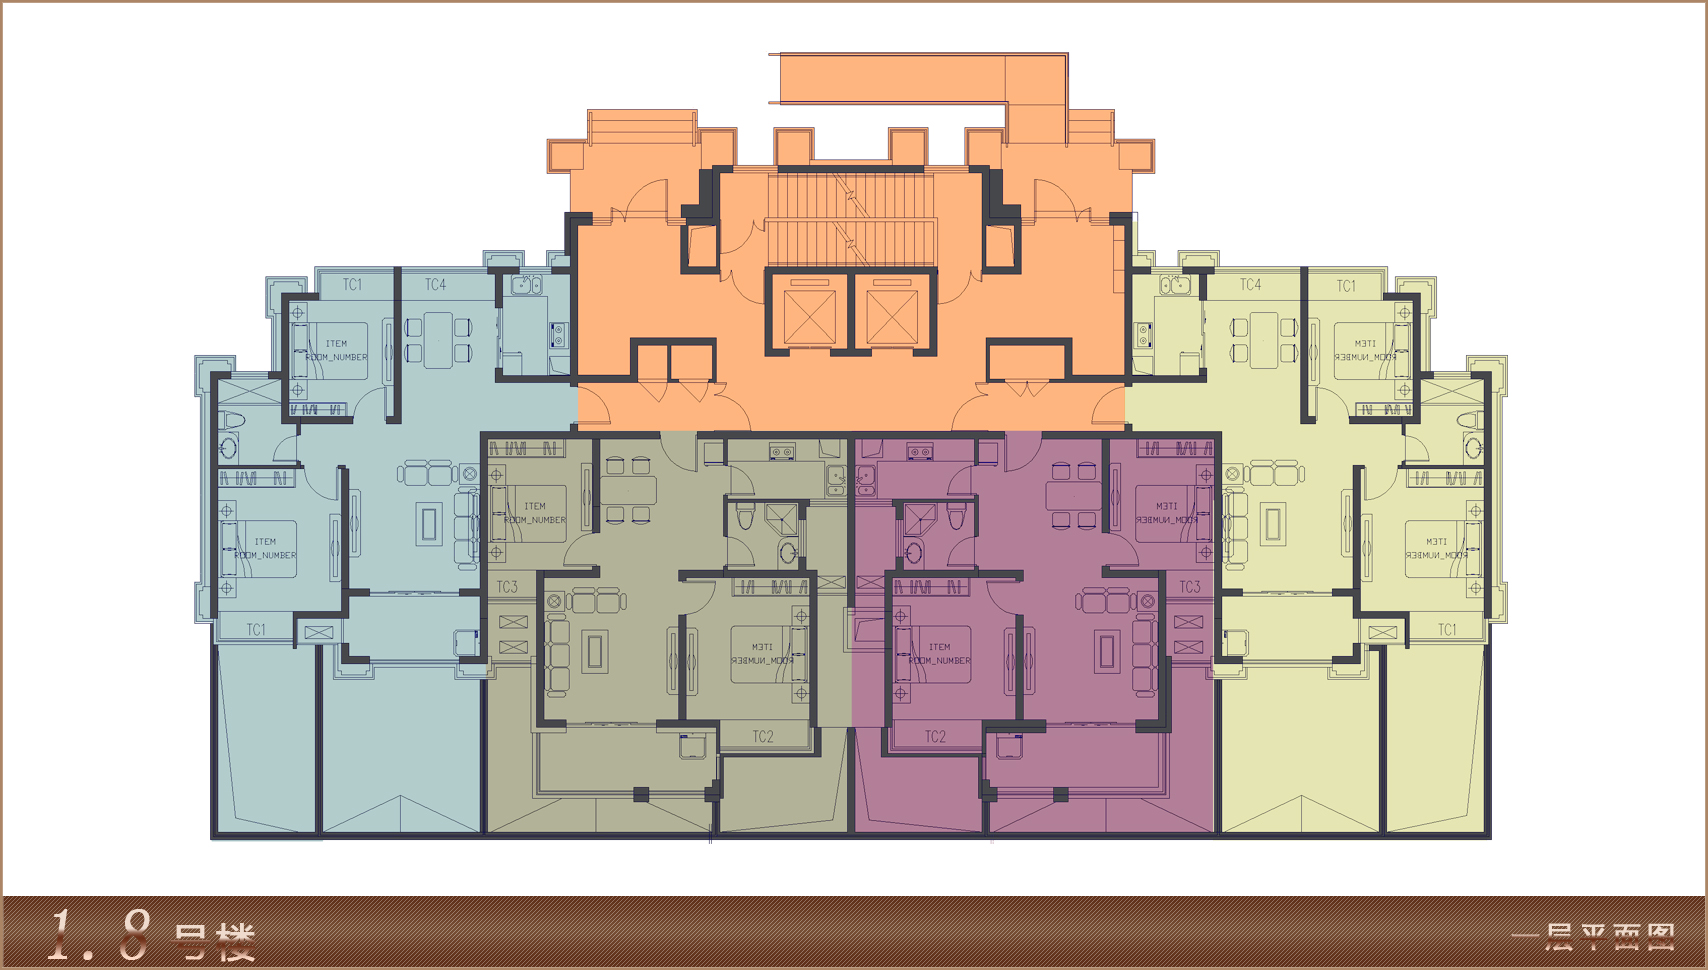 TC1
TC4
TC4
TC1
ITEM
ROOM_NUMBER
ITEM
ROOM_NUMBER
ITEM
ROOM_NUMBER
ITEM
ROOM_NUMBER
ITEM
ROOM_NUMBER
ITEM
ROOM_NUMBER
TC3
TC3
TC1
TC1
ITEM
ROOM_NUMBER
ITEM
ROOM_NUMBER
TC2
TC2
1.8 号楼
一层平面图